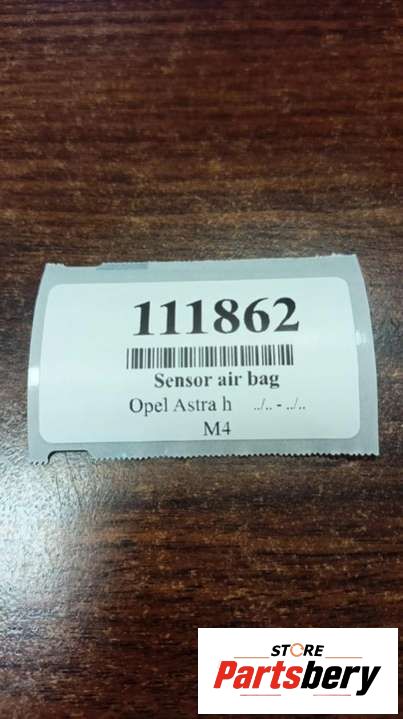 111862
Sensor air bag
Opel Astra h ../.. - ../..
M4
STORE
Partsbery